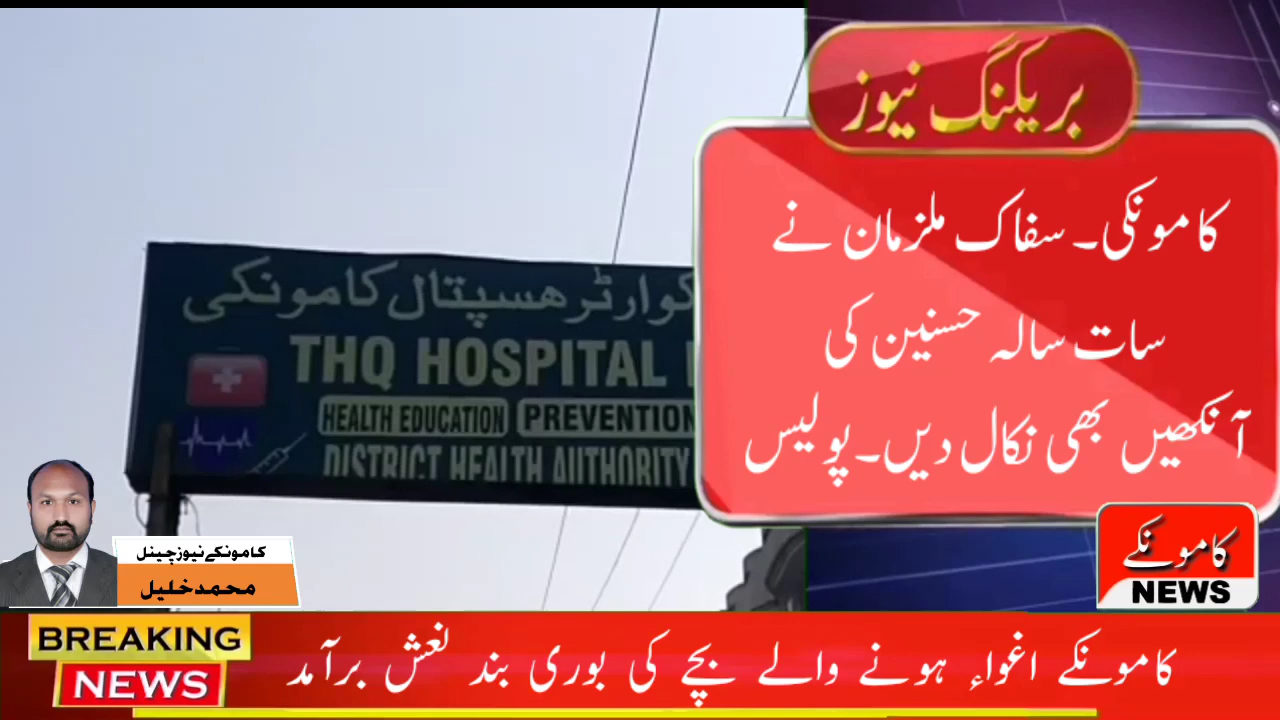 بریکنگ نیوز
کامونکی۔ سفاک ملزمان نے
سات سالہ حسنین کی
آنکھیں بھی نکال دیں۔ پولیس
کوارٹر ھسپتال کامونکی
THQ HOSPITAL
HEALTH EDUCATION PREVENTION
DISTRICT HEALTH AUTHORITY
کامونکے نیوز چینل
محمد خلیل
کامونکے
NEWS
BREAKING
NEWS
کامونکے اغواء ہونے والے بچے کی بوری بند نعش برآمد